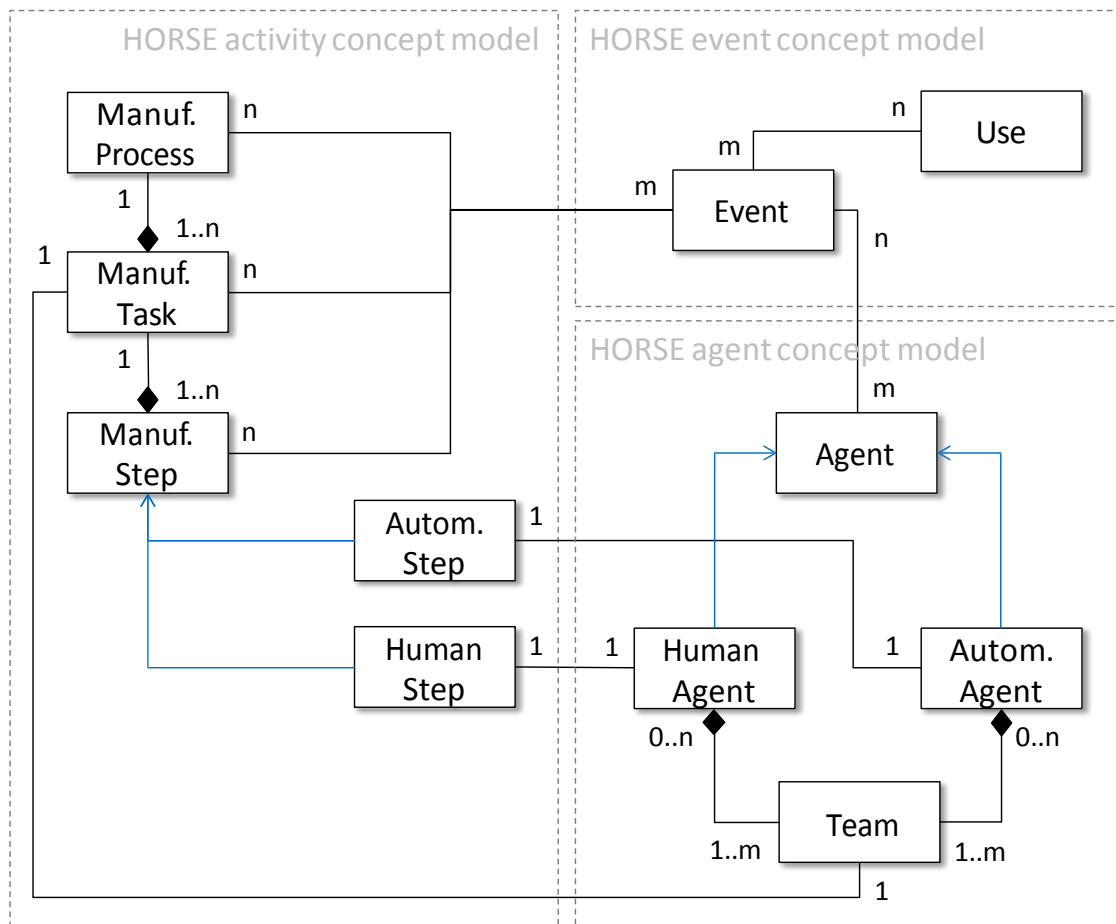 HORSE activity concept model
HORSE event concept model
Manuf.
Process
n
n
Use
m
m
Event
1
1..n
n
1
Manuf.
Task
n
HORSE agent concept model
1
1..n
m
Manuf.
Step
n
Agent
Autom.
Step
1
Human
Step
1
1
Human
Agent
1
Autom.
Agent
0..n
0..n
Team
1..m
1..m
1